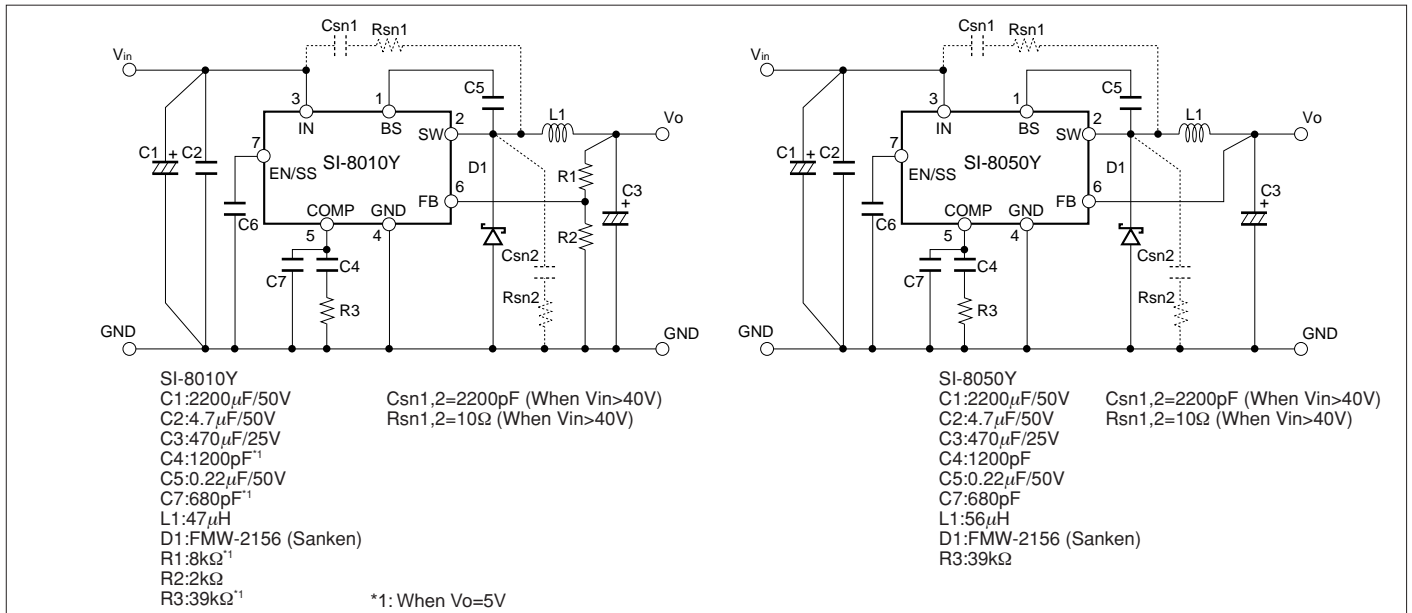 Csn1
Rsn1
Vin
C5
L1
Vo
3
1
IN
BS
2
SW
7
C1 +
C2
SI-8010Y
EN/SS
D1
R1
6
FB
C3
+
COMP
GND
C6
5
4
R2
C7
C4
Csn2
R3
Rsn2
GND
GND
SI-8010Y
C1:2200μF/50V
C2:4.7μF/50V
C3:470μF/25V
C4:1200pF*1
C5:0.22μF/50V
C7:680pF*1
L1:47μH
D1:FMW-2156 (Sanken)
R1:8kΩ*1
R2:2kΩ
R3:39kΩ*1
Csn1,2=2200pF (When Vin>40V)
Rsn1,2=10Ω (When Vin>40V)
*1: When Vo=5V
Csn1
Rsn1
Vin
C5
L1
Vo
3
1
IN
BS
2
SW
7
C1 +
C2
SI-8050Y
EN/SS
D1
6
FB
C3
+
COMP
GND
C6
5
4
C7
C4
Csn2
R3
Rsn2
GND
GND
SI-8050Y
C1:2200μF/50V
C2:4.7μF/50V
C3:470μF/25V
C4:1200pF
C5:0.22μF/50V
C7:680pF
L1:56μH
D1:FMW-2156 (Sanken)
R3:39kΩ
Csn1,2=2200pF (When Vin>40V)
Rsn1,2=10Ω (When Vin>40V)